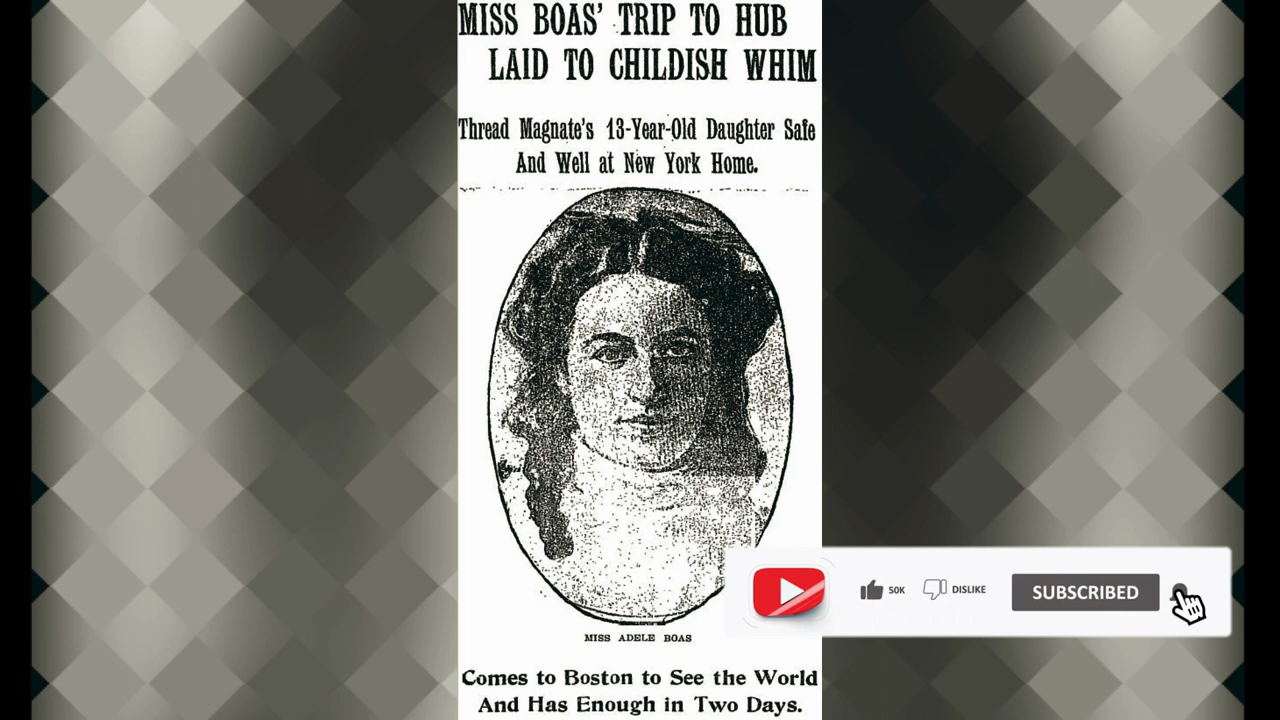 MISS BOAS' TRIP TO HUB
LAID TO CHILDISH WHIM
Thread Magnate's 13-Year-Old Daughter Safe
And Well at New York Home.
MISS ADELE BOAS
50K
DISLIKE
SUBSCRIBED
Comes to Boston to See the World
And Has Enough in Two Days.